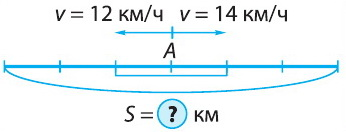 v = 12 км/ч v = 14 км/ч
A
S = ? км